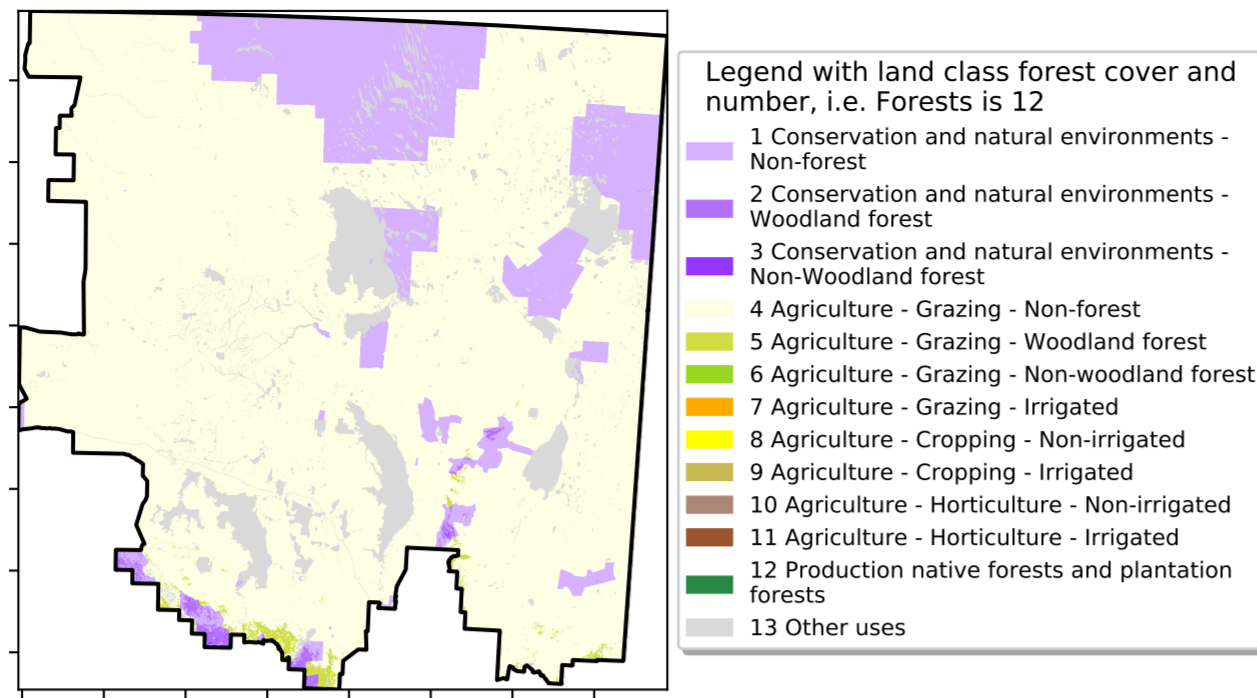 Legend with land class forest cover and
number, i.e. Forests is 12
1 Conservation and natural environments -
Non-forest
2 Conservation and natural environments -
Woodland forest
3 Conservation and natural environments -
Non-Woodland forest
4 Agriculture - Grazing - Non-forest
5 Agriculture - Grazing - Woodland forest
6 Agriculture - Grazing - Non-woodland forest
7 Agriculture - Grazing - Irrigated
8 Agriculture - Cropping - Non-irrigated
9 Agriculture - Cropping - Irrigated
10 Agriculture - Horticulture - Non-irrigated
11 Agriculture - Horticulture - Irrigated
12 Production native forests and plantation
forests
13 Other uses